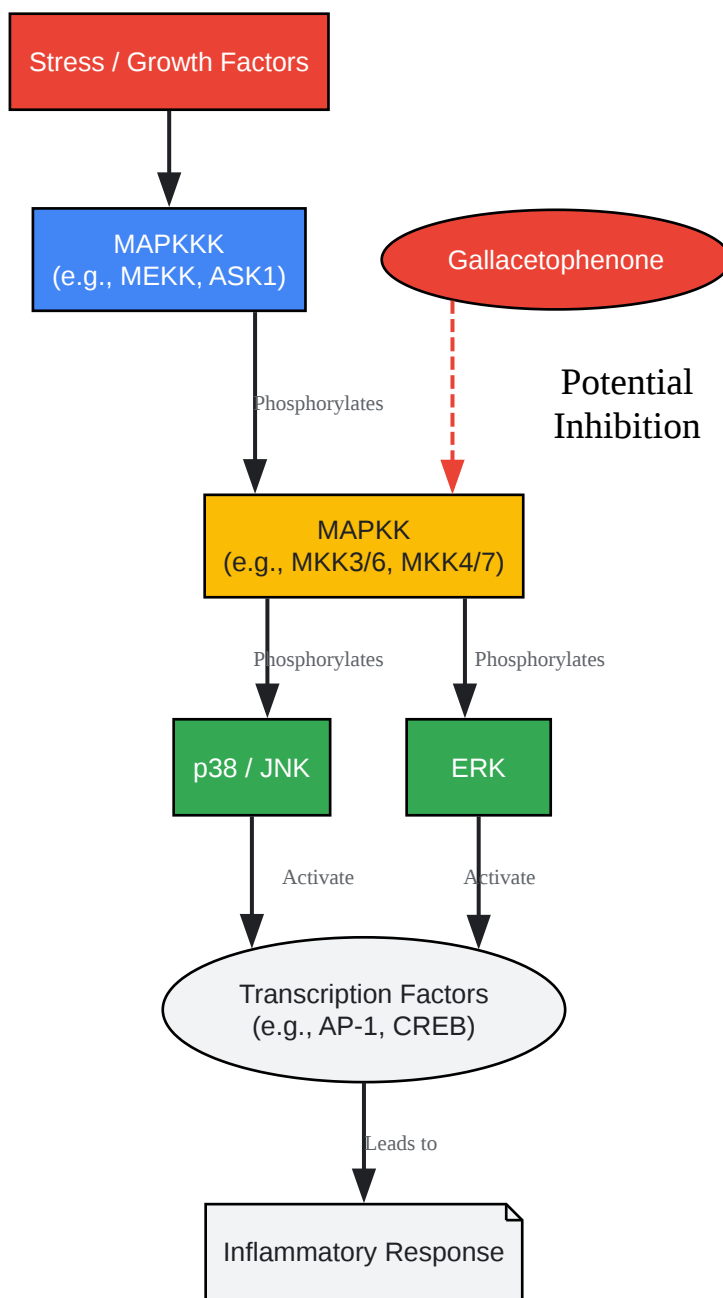 Stress / Growth Factors
MAPKKK
(e.g., MEKK, ASK1)
Gallacetophenone
Potential
Inhibition
Phosphorylates
MAPKK
(e.g., MKK3/6, MKK4/7)
Phosphorylates
Phosphorylates
p38 / JNK
ERK
Activate
Activate
Transcription Factors
(e.g., AP-1, CREB)
Leads to
Inflammatory Response